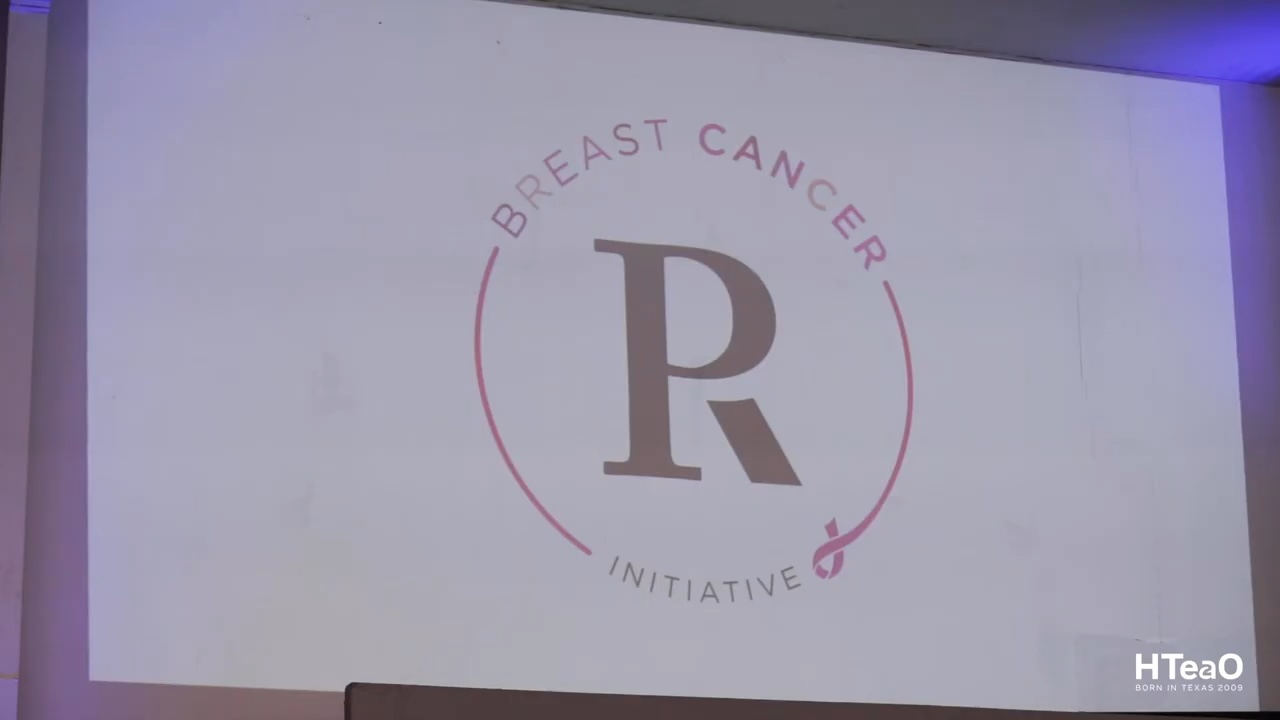 BREAST CANCER
R
INITIATIVE
HTeaO
BORN IN TEXAS 2009